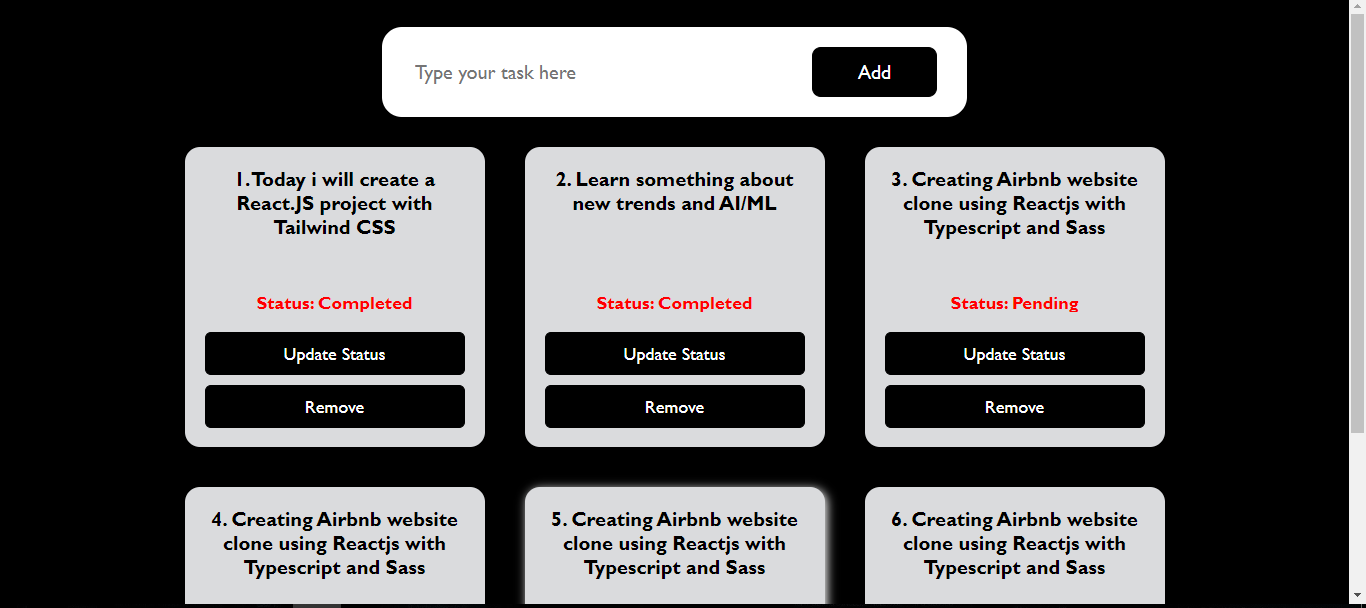 Type your task here
Add
1. Today i will create a
React.JS project with
Tailwind CSS
Status: Completed
Update Status
Remove
2. Learn something about
new trends and AI/ML
Status: Completed
Update Status
Remove
3. Creating Airbnb website
clone using Reactjs with
Typescript and Sass
Status: Pending
Update Status
Remove
4. Creating Airbnb website
clone using Reactjs with
Typescript and Sass
5. Creating Airbnb website
clone using Reactjs with
Typescript and Sass
6. Creating Airbnb website
clone using Reactjs with
Typescript and Sass